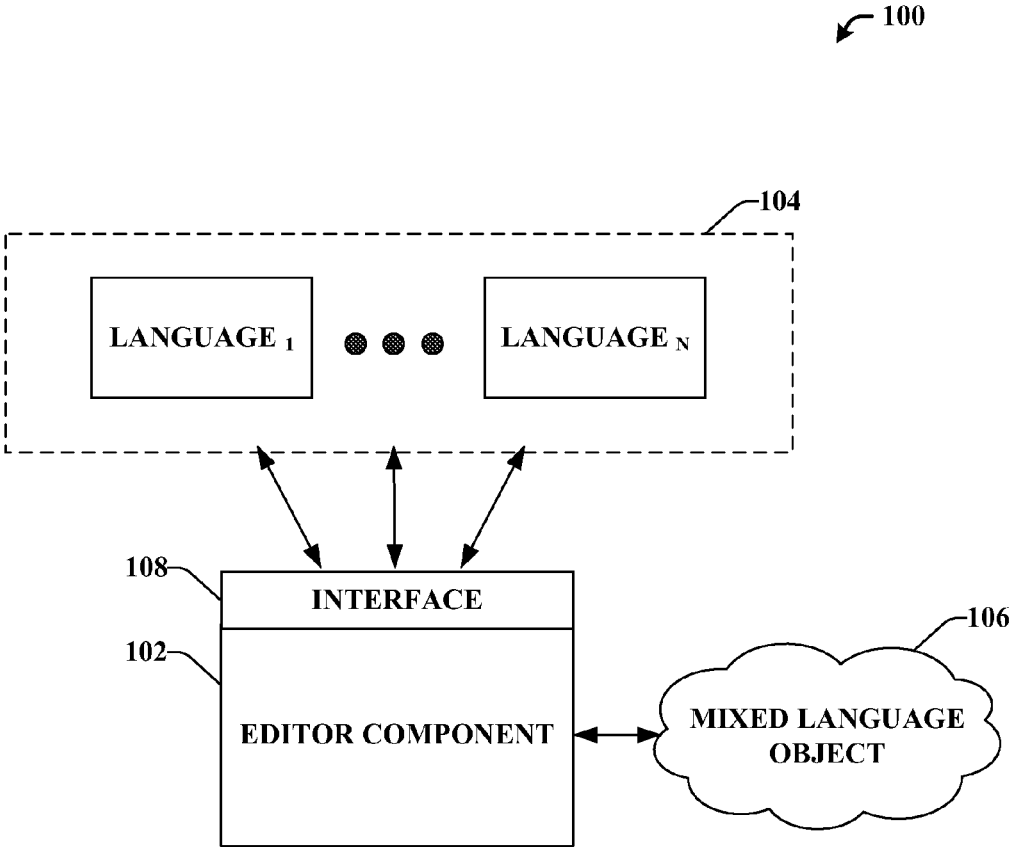 100
104
LANGUAGE 1
LANGUAGE N
108
INTERFACE
102
EDITOR COMPONENT
106
MIXED LANGUAGE
OBJECT